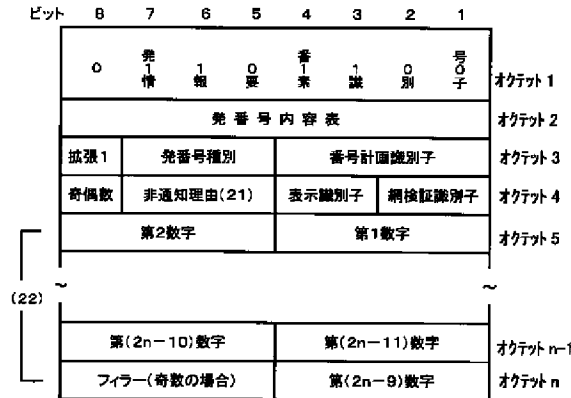 ビット 8 7 6 5 4 3 2 1
発 番 号
0 1 1 0 1 1 0 0
情 報 要 素 識 別 子 オクテット1
発番号内容表 オクテット2
拡張1 発番号種別 番号計画識別子 オクテット3
奇偶数 非通知理由(21) 表示識別子 網検証識別子 オクテット4
第2数字 第1数字 オクテット5
~ ~
(22)
第(2n-10)数字 第(2n-11)数字 オクテットn-1
フィラー(奇数の場合) 第(2n-9)数字 オクテットn